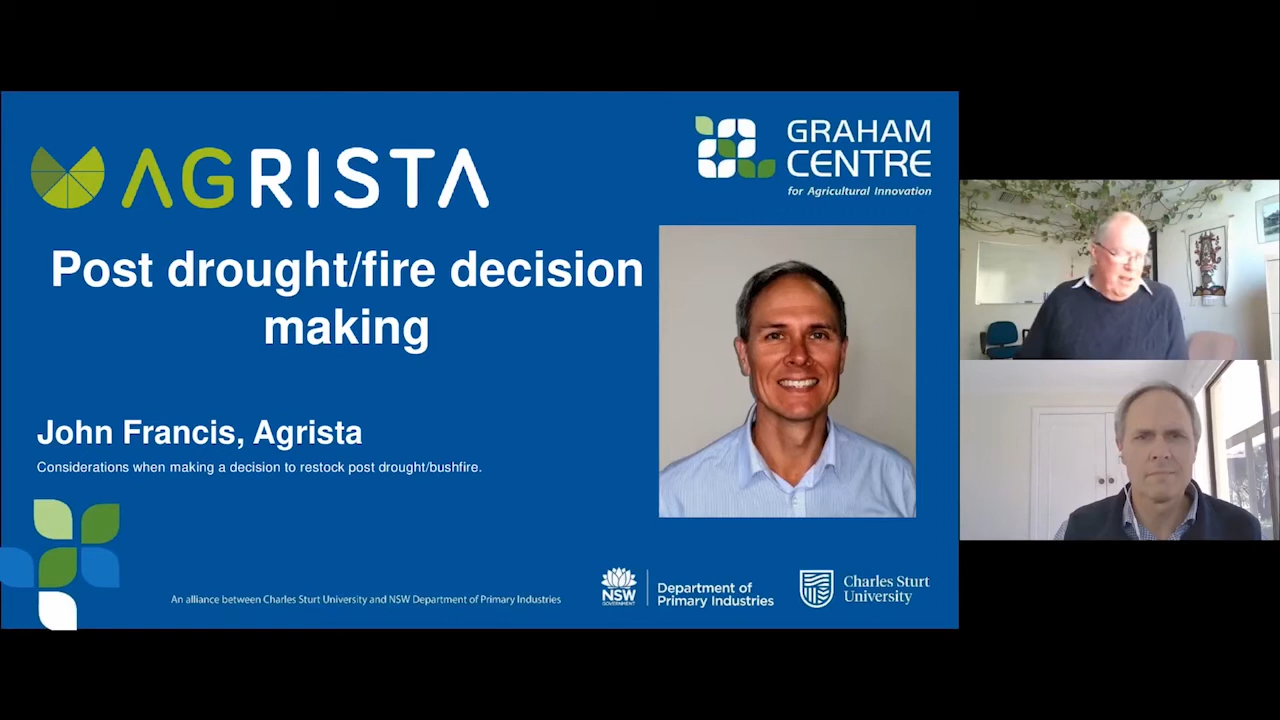 AGRISTA
GRAHAM
CENTRE
for Agricultural Innovation
Post drought/fire decision
making
John Francis, Agrista
Considerations when making a decision to restock post drought/bushfire.
An alliance between Charles Sturt University and NSW Department of Primary Industries
NSW
GOVERNMENT
Department of
Primary Industries
Charles Sturt
University